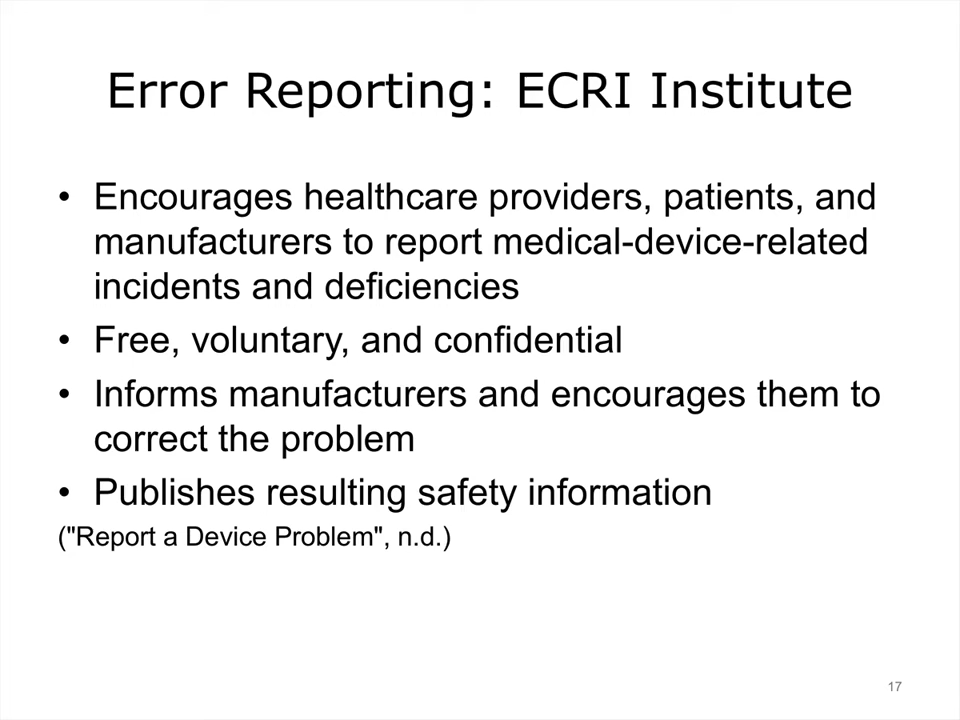 Error Reporting: ECRI Institute
• Encourages healthcare providers, patients, and
manufacturers to report medical-device-related
incidents and deficiencies
• Free, voluntary, and confidential
• Informs manufacturers and encourages them to
correct the problem
• Publishes resulting safety information
("Report a Device Problem", n.d.)
17